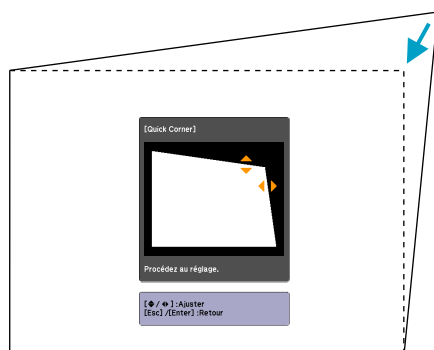 [Quick Corner]
Procédez au réglage.
[ / ] :Ajuster
[Esc] /[Enter] :Retour